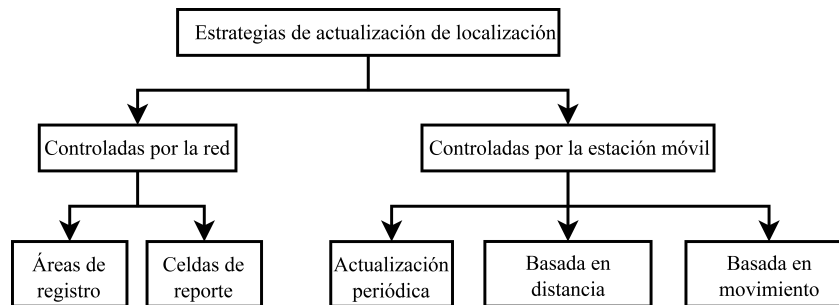 Estrategias de actualización de localización
Controladas por la red
Controladas por la estación móvil
Áreas de
registro
Celdas de
reporte
Actualización
periódica
Basada en
distancia
Basada en
movimiento